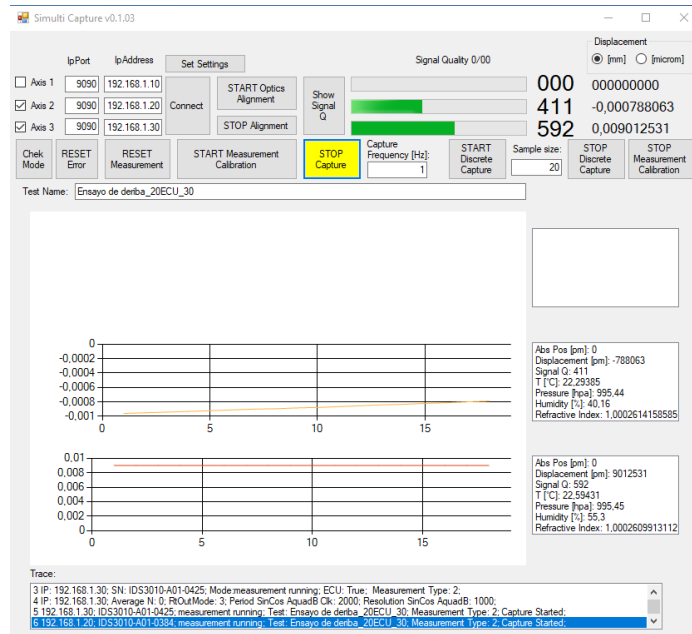 Simulti Capture v0.1.03
Displacement
IpPort IpAddress Set Settings Signal Quality 0/00 [mm] [microm]
Axis 1 9090 192.168.1.10 START Optics Alignment 000 000000000
Axis 2 9090 192.168.1.20 Connect Show Signal Q 411 -0,000788063
Axis 3 9090 192.168.1.30 STOP Alignment 592 0,009012531
Chek Mode RESET Error RESET Measurement START Measurement Calibration STOP Capture Capture Frequency [Hz]: 1 START Discrete Capture Sample size: 20 STOP Discrete Capture STOP Measurement Calibration
Test Name: Ensayo de deriba_20ECU_30
0
-0,0002
-0,0004
-0,0006
-0,0008
-0,001
0 5 10 15
Abs Pos [pm]: 0
Displacement [pm]: -788063
Signal Q: 411
T [°C]: 22,29385
Pressure [hpa]: 995,44
Humidity [%]: 40,16
Refractive Index: 1,0002614158585
0,01
0,008
0,006
0,004
0,002
0
0 5 10 15
Abs Pos [pm]: 0
Displacement [pm]: 9012531
Signal Q: 592
T [°C]: 22,59431
Pressure [hpa]: 995,45
Humidity [%]: 55,3
Refractive Index: 1,0002609913112
Trace:
3 IP: 192.168.1.30; SN: IDS3010-A01-0425; Mode:measurement running; ECU: True; Measurement Type: 2;
4 IP: 192.168.1.30; Average N: 0; RtOutMode: 3; Period SinCos AquadB Clk: 2000; Resolution SinCos AquadB: 1000;
5 192.168.1.30; IDS3010-A01-0425; measurement running; Test: Ensayo de deriba_20ECU_30; Measurement Type: 2; Capture Started;
6 192.168.1.20; IDS3010-A01-0384; measurement running; Test: Ensayo de deriba_20ECU_30; Measurement Type: 2; Capture Started;